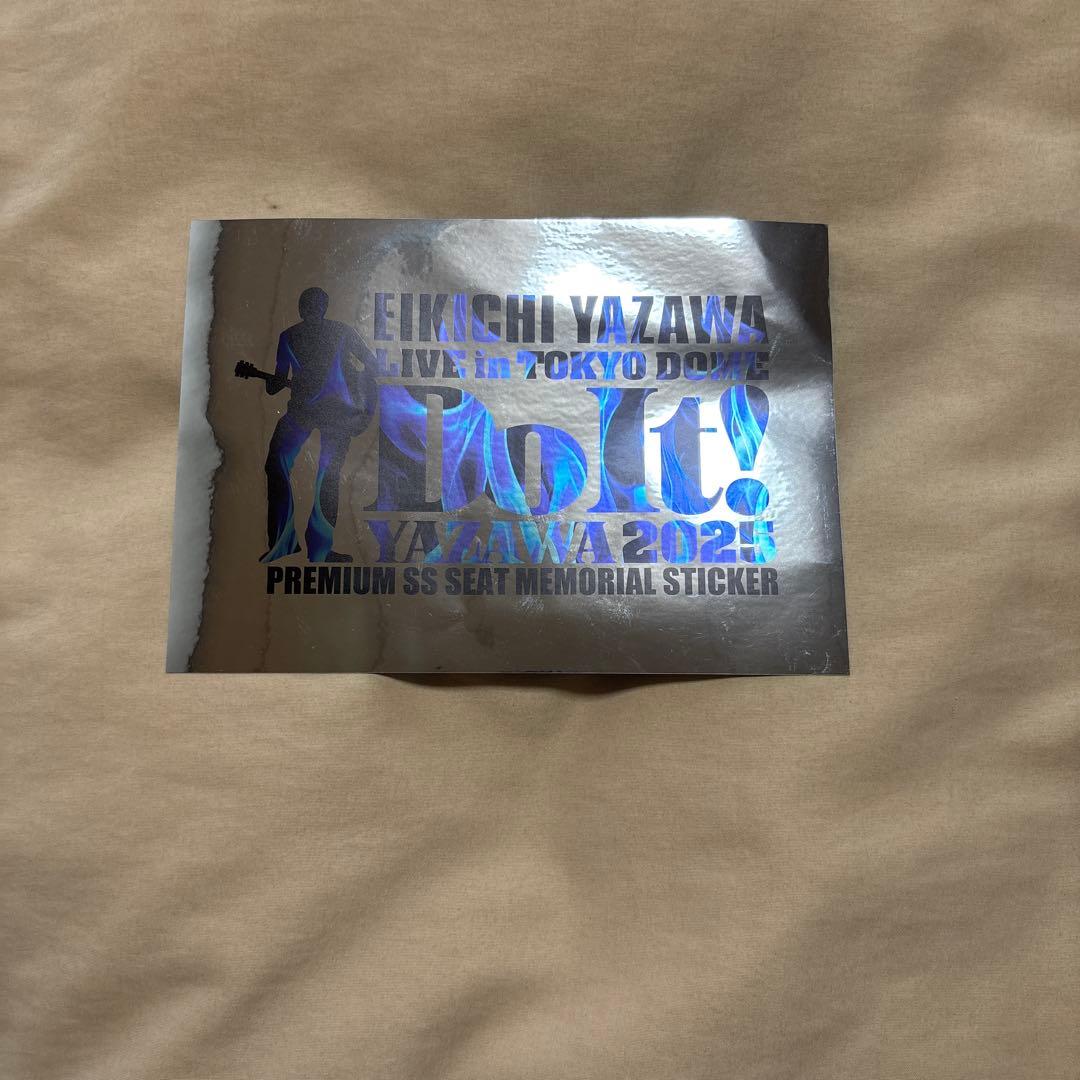 EIKICHI YAZAWA
LIVE in TOKYO DOME
Do It!
YAZAWA 2025
PREMIUM SS SEAT MEMORIAL STICKER